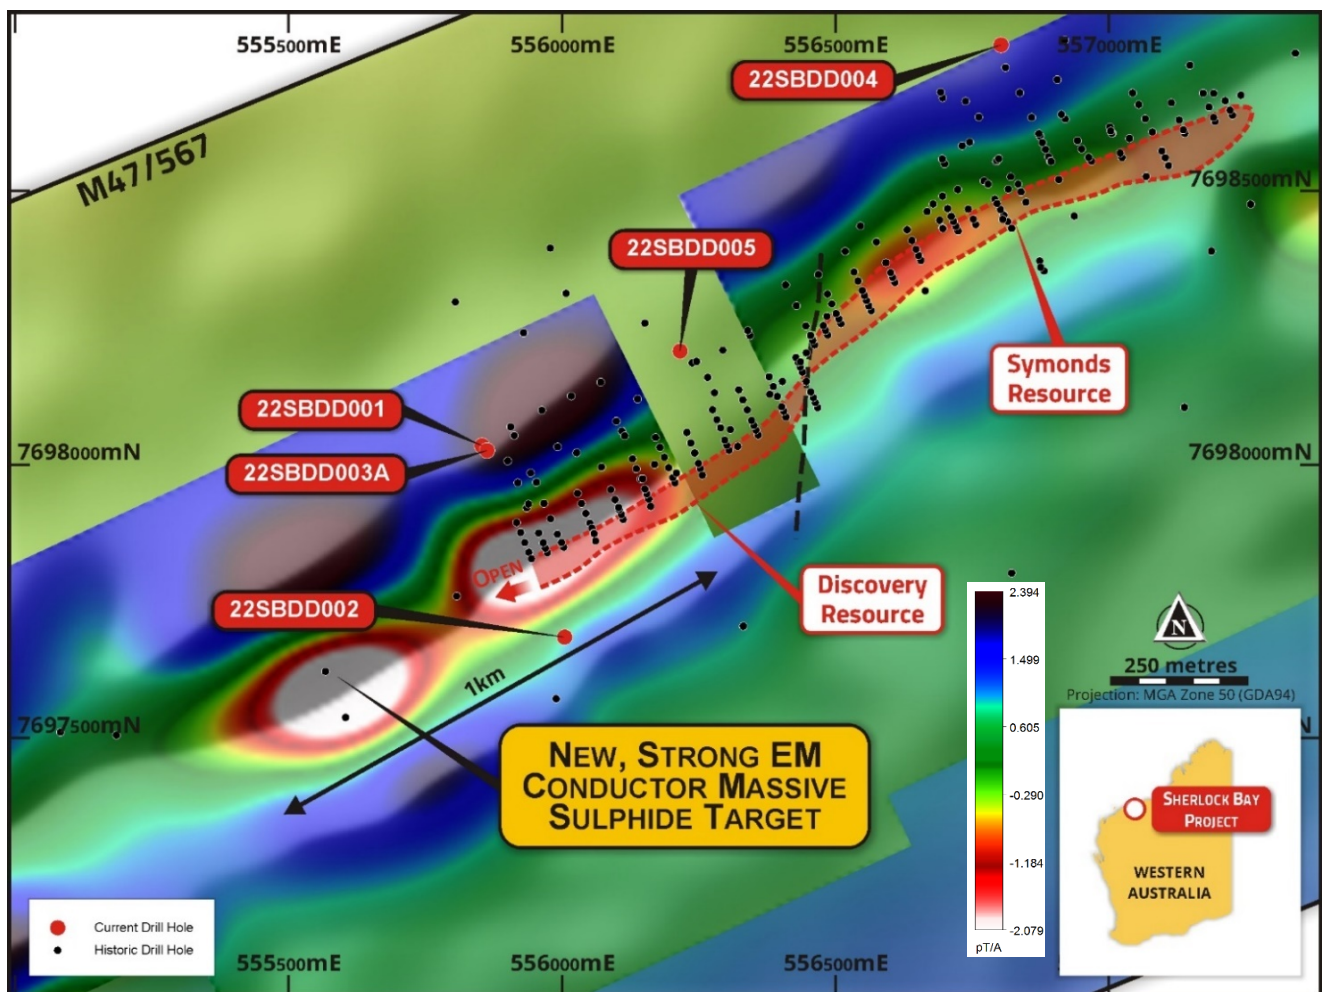 555500mE
556000mE
556500mE
557000mE
22SBDD004
M47/567
7698500mN
22SBDD005
Symonds
Resource
22SBDD001
7698000mN
22SBDD003A
7698000mN
OPEN
Discovery
Resource
22SBDD002
2.394
1.499
0.605
-0.290
-1.184
-2.079
pT/A
N
250 metres
Projection: MGA Zone 50 (GDA94)
1km
7697500mN
N
NEW, STRONG EM
CONDUCTOR MASSIVE
SULPHIDE TARGET
SHERLOCK BAY
PROJECT
WESTERN
AUSTRALIA
Current Drill Hole
Historic Drill Hole
555500mE
556000mE
556500mE